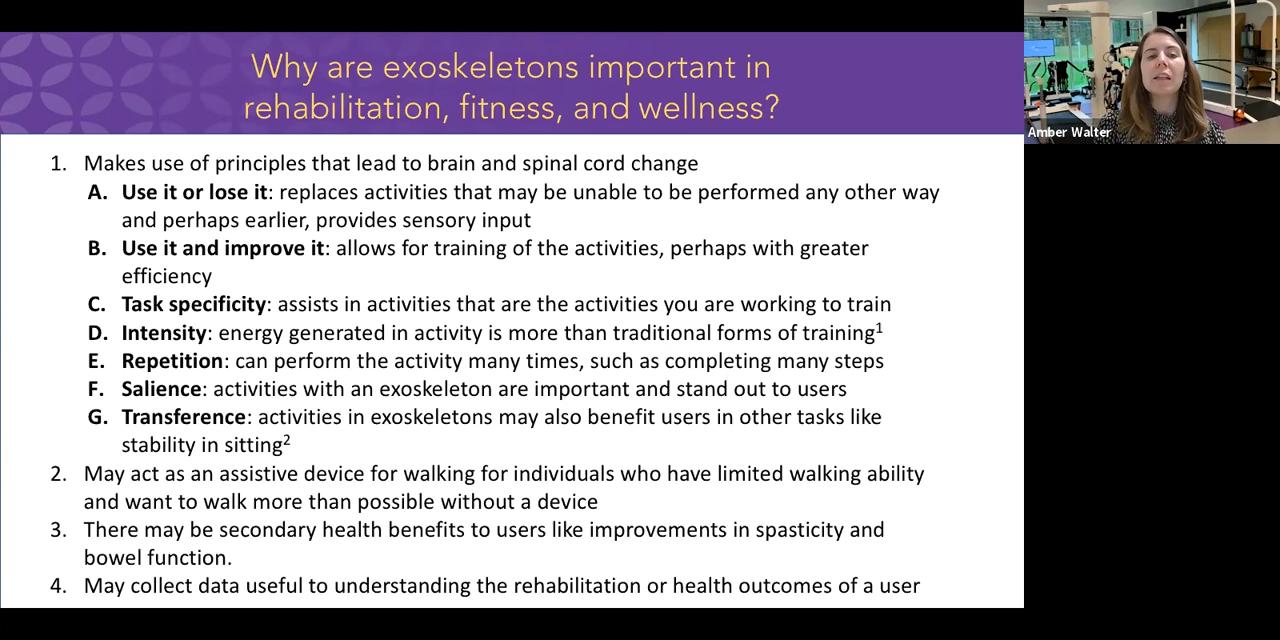 Why are exoskeletons important in
rehabilitation, fitness, and wellness?
Amber Walter
1. Makes use of principles that lead to brain and spinal cord change
A. Use it or lose it: replaces activities that may be unable to be performed any other way
and perhaps earlier, provides sensory input
B. Use it and improve it: allows for training of the activities, perhaps with greater
efficiency
C. Task specificity: assists in activities that are the activities you are working to train
D. Intensity: energy generated in activity is more than traditional forms of training1
E. Repetition: can perform the activity many times, such as completing many steps
F. Salience: activities with an exoskeleton are important and stand out to users
G. Transference: activities in exoskeletons may also benefit users in other tasks like
stability in sitting2
2. May act as an assistive device for walking for individuals who have limited walking ability
and want to walk more than possible without a device
3. There may be secondary health benefits to users like improvements in spasticity and
bowel function.
4. May collect data useful to understanding the rehabilitation or health outcomes of a user